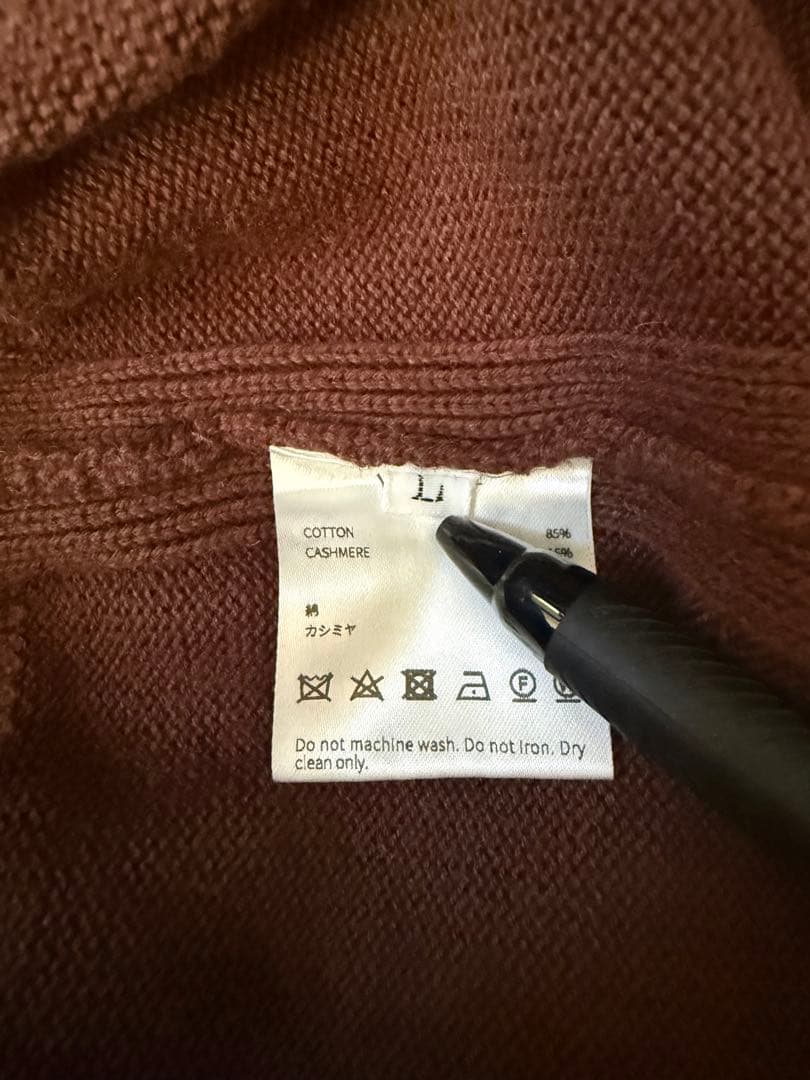 L
COTTON 85%
CASHMERE
綿
カシミヤ
F
Do not machine wash. Do not Iron. Dry
clean only.